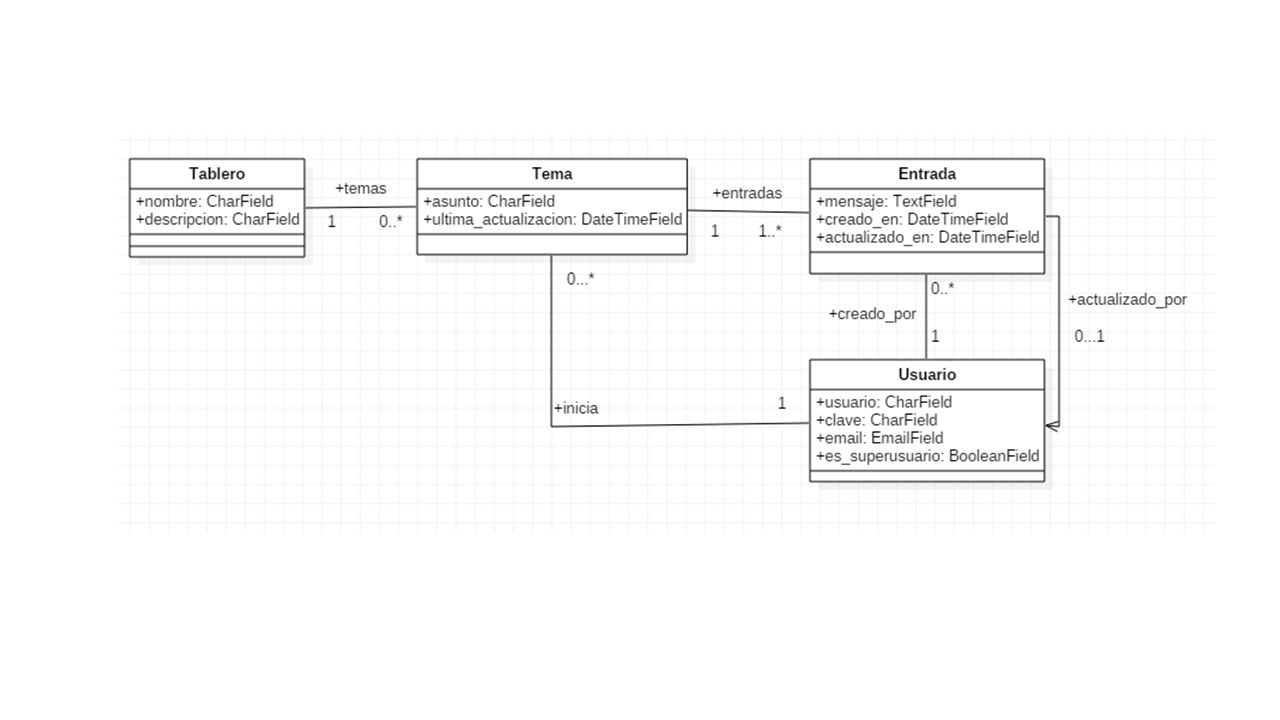 Tablero
+nombre: CharField
+descripcion: CharField
+temas
1
0..*
Tema
+asunto: CharField
+ultima_actualizacion: DateTimeField
+entradas
1
1..*
Entrada
+mensaje: TextField
+creado_en: DateTimeField
+actualizado_en: DateTimeField
0...*
0..*
+creado_por
1
+actualizado_por
0...1
+inicia
1
Usuario
+usuario: CharField
+clave: CharField
+email: EmailField
+es_superusuario: BooleanField